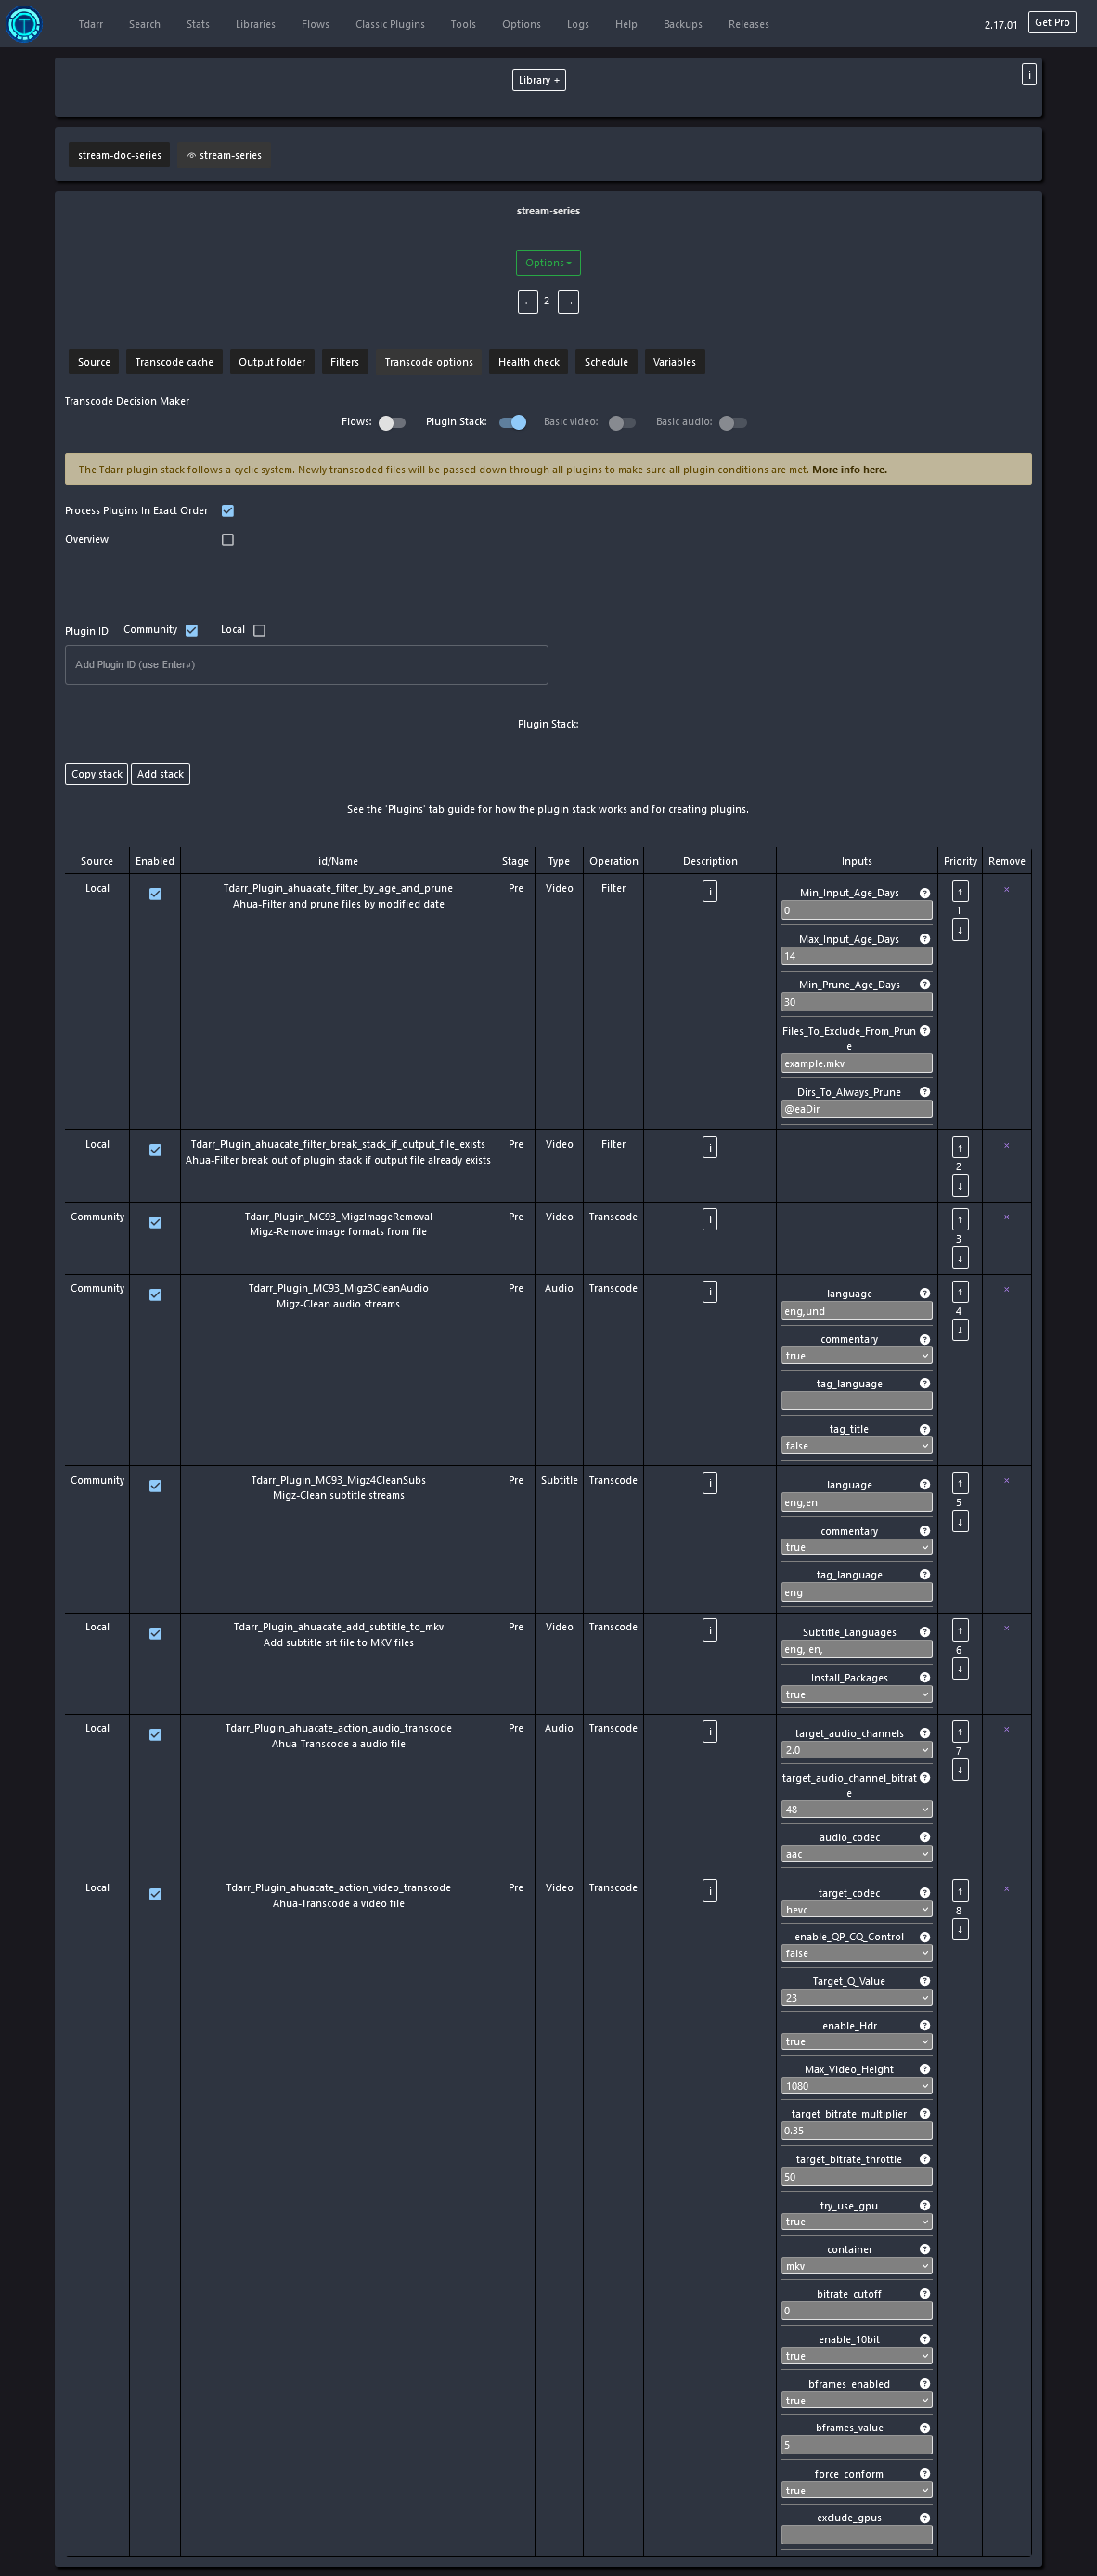 Tdarr Search Stats Libraries Flows Classic Plugins Tools Options Logs Help Backups Releases 2.17.01 Get Pro
Library +
i
stream-doc-series stream-series
stream-series
Options
← 2 →
Source Transcode cache Output folder Filters Transcode options Health check Schedule Variables
Transcode Decision Maker
Flows: Plugin Stack: Basic video: Basic audio:
The Tdarr plugin stack follows a cyclic system. Newly transcoded files will be passed down through all plugins to make sure all plugin conditions are met. More info here.
Process Plugins In Exact Order
Overview
Plugin ID Community Local
Add Plugin ID (use Enter↲)
Plugin Stack:
Copy stack Add stack
See the 'Plugins' tab guide for how the plugin stack works and for creating plugins.
Source Enabled id/Name Stage Type Operation Description Inputs Priority Remove
Local Tdarr_Plugin_ahuacate_filter_by_age_and_prune Pre Video Filter i ↑ ×
Ahua-Filter and prune files by modified date
1
↓
Min_Input_Age_Days ?
0
Max_Input_Age_Days ?
14
Min_Prune_Age_Days ?
30
Files_To_Exclude_From_Prun ?
e
example.mkv
Dirs_To_Always_Prune ?
@eaDir
Local Tdarr_Plugin_ahuacate_filter_break_stack_if_output_file_exists Pre Video Filter i ↑ ×
Ahua-Filter break out of plugin stack if output file already exists
2
↓
Community Tdarr_Plugin_MC93_MigzImageRemoval Pre Video Transcode i ↑ ×
Migz-Remove image formats from file
3
↓
Community Tdarr_Plugin_MC93_Migz3CleanAudio Pre Audio Transcode i ↑ ×
Migz-Clean audio streams
4
↓
language ?
eng,und
commentary ?
true
tag_language ?
tag_title ?
false
Community Tdarr_Plugin_MC93_Migz4CleanSubs Pre Subtitle Transcode i ↑ ×
Migz-Clean subtitle streams
5
↓
language ?
eng,en
commentary ?
true
tag_language ?
eng
Local Tdarr_Plugin_ahuacate_add_subtitle_to_mkv Pre Video Transcode i ↑ ×
Add subtitle srt file to MKV files
6
↓
Subtitle_Languages ?
eng, en,
Install_Packages ?
true
Local Tdarr_Plugin_ahuacate_action_audio_transcode Pre Audio Transcode i ↑ ×
Ahua-Transcode a audio file
7
↓
target_audio_channels ?
2.0
target_audio_channel_bitrat ?
e
48
audio_codec ?
aac
Local Tdarr_Plugin_ahuacate_action_video_transcode Pre Video Transcode i ↑ ×
Ahua-Transcode a video file
8
↓
target_codec ?
hevc
enable_QP_CQ_Control ?
false
Target_Q_Value ?
23
enable_Hdr ?
true
Max_Video_Height ?
1080
target_bitrate_multiplier ?
0.35
target_bitrate_throttle ?
50
try_use_gpu ?
true
container ?
mkv
bitrate_cutoff ?
0
enable_10bit ?
true
bframes_enabled ?
true
bframes_value ?
5
force_conform ?
true
exclude_gpus ?